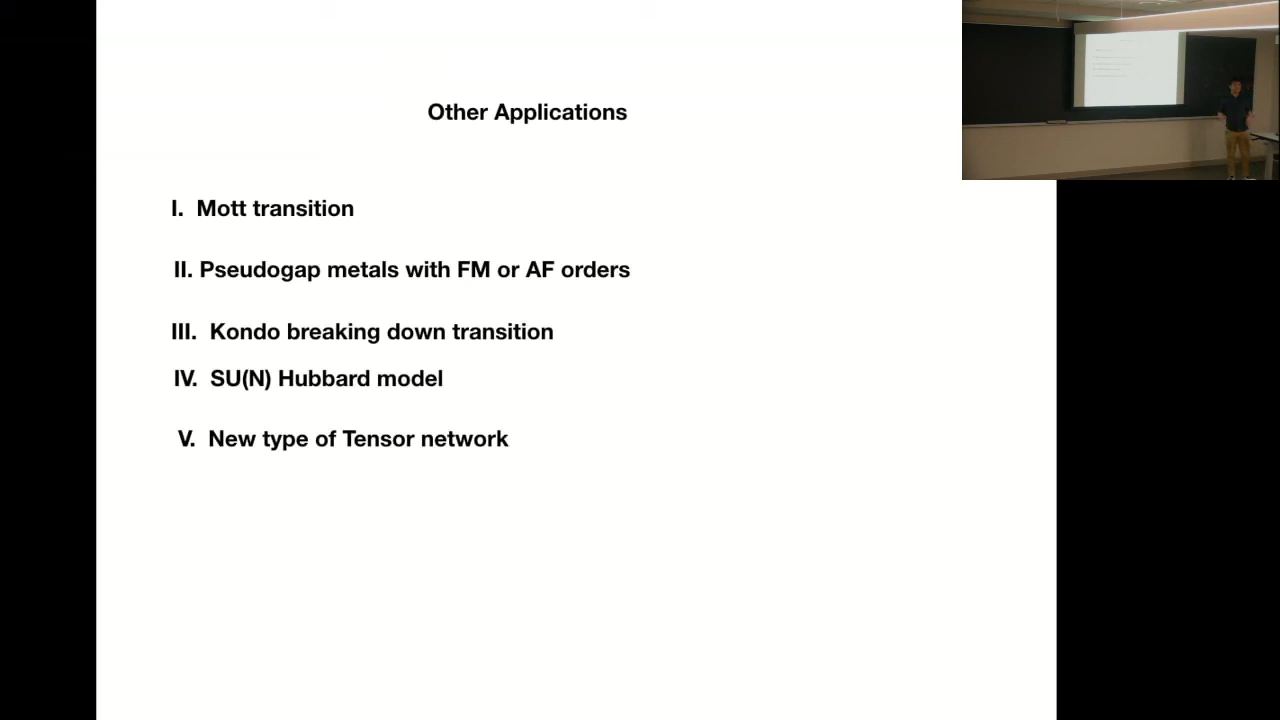 Other Applications
I. Mott transition
II. Pseudogap metals with FM or AF orders
III. Kondo breaking down transition
IV. SU(N) Hubbard model
V. New type of Tensor network